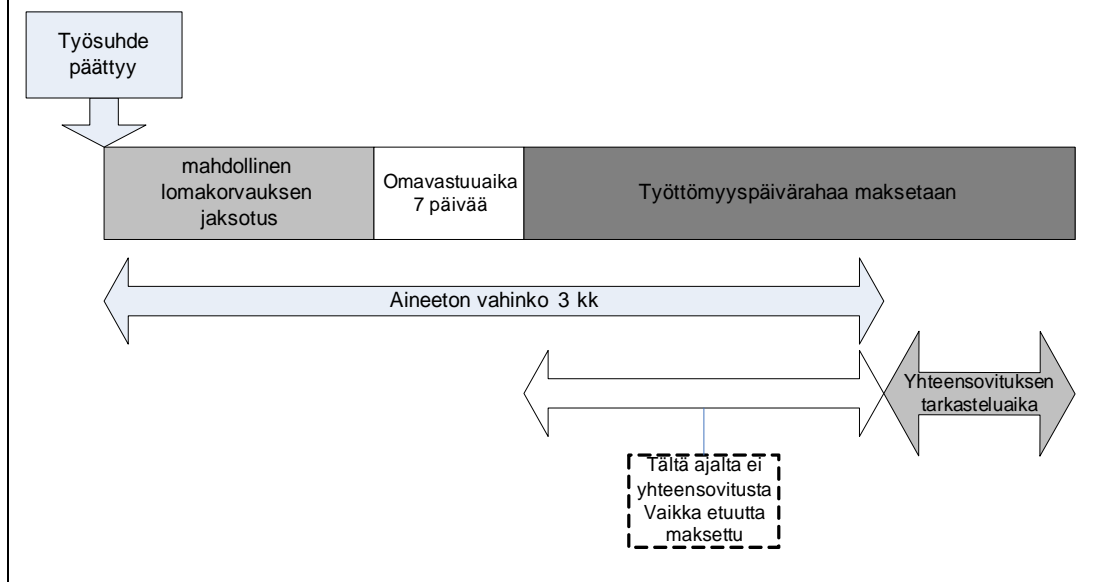 Työsuhde
päättyy
mahdollinen
lomakorvauksen
jaksotus
Omavastuuaika
7 päivää
Työttömyyspäivärahaa maksetaan
Aineeton vahinko 3 kk
Yhteensovituksen
tarkasteluaika
Tältä ajalta ei
yhteensovitusta
Vaikka etuutta
maksettu